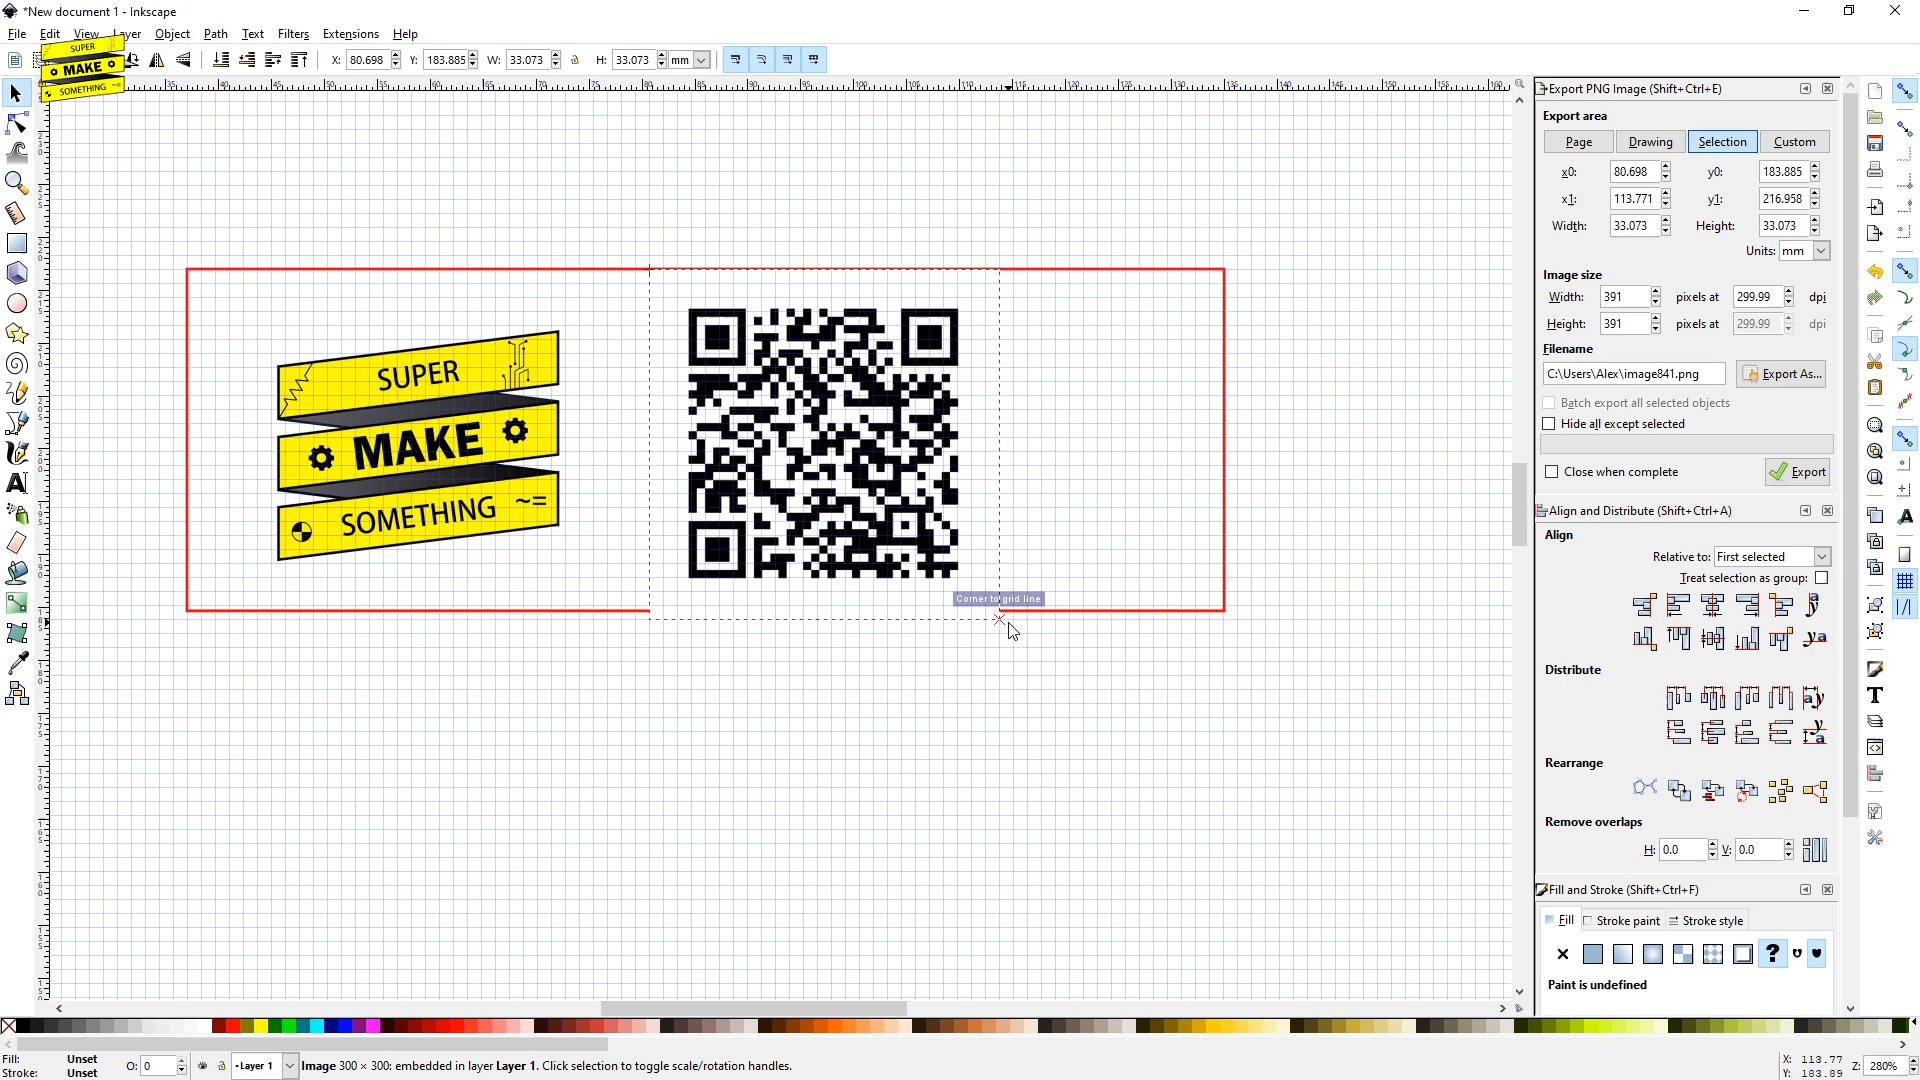 *New document 1 - Inkscape
File Edit View Layer Object Path Text Filters Extensions Help
SUPER
MAKE
SOMETHING ~=
X: 80.698 Y: 183.885 W: 33.073 H: 33.073 mm
Export PNG Image (Shift+Ctrl+E)
Export area
Page Drawing Selection Custom
x0: 80.698 y0: 183.885
x1: 113.771 y1: 216.958
Width: 33.073 Height: 33.073
Units: mm
Image size
Width: 391 pixels at 299.99 dpi
Height: 391 pixels at 299.99 dpi
Filename
C:\Users\Alex\image841.png Export As...
Batch export all selected objects
Hide all except selected
Close when complete Export
SUPER
MAKE
SOMETHING ~=
Corner to grid line
Align and Distribute (Shift+Ctrl+A)
Align
Relative to: First selected
Treat selection as group:
Distribute
Rearrange
Remove overlaps
H: 0.0 V: 0.0
Fill and Stroke (Shift+Ctrl+F)
Fill Stroke paint Stroke style
Paint is undefined
Fill: Unset
Stroke: Unset
O: 0
Layer 1
Image 300 × 300: embedded in layer Layer 1. Click selection to toggle scale/rotation handles.
X: 113.77
Y: 183.89
Z: 280%